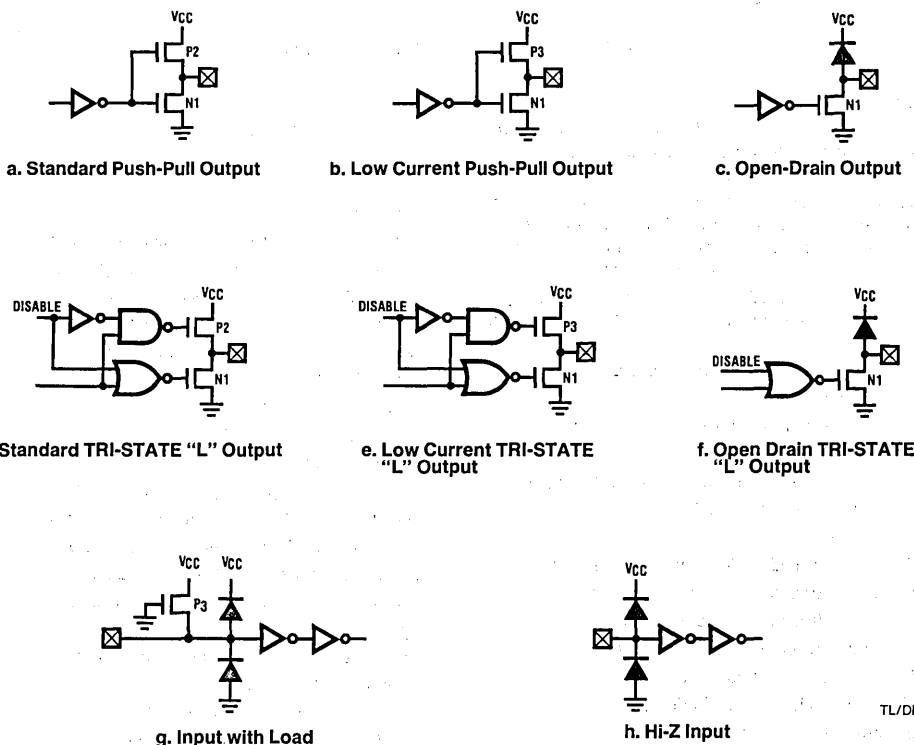 VCC VCC VCC
P2 P3
N1 N1 N1
a. Standard Push-Pull Output b. Low Current Push-Pull Output c. Open-Drain Output
DISABLE VCC DISABLE VCC VCC
P2 P3
DISABLE
N1 N1 N1
Standard TRI-STATE “L” Output e. Low Current TRI-STATE f. Open Drain TRI-STATE
“L” Output “L” Output
VCC VCC VCC
P3
TL/D
g. Input with Load h. Hi-Z Input